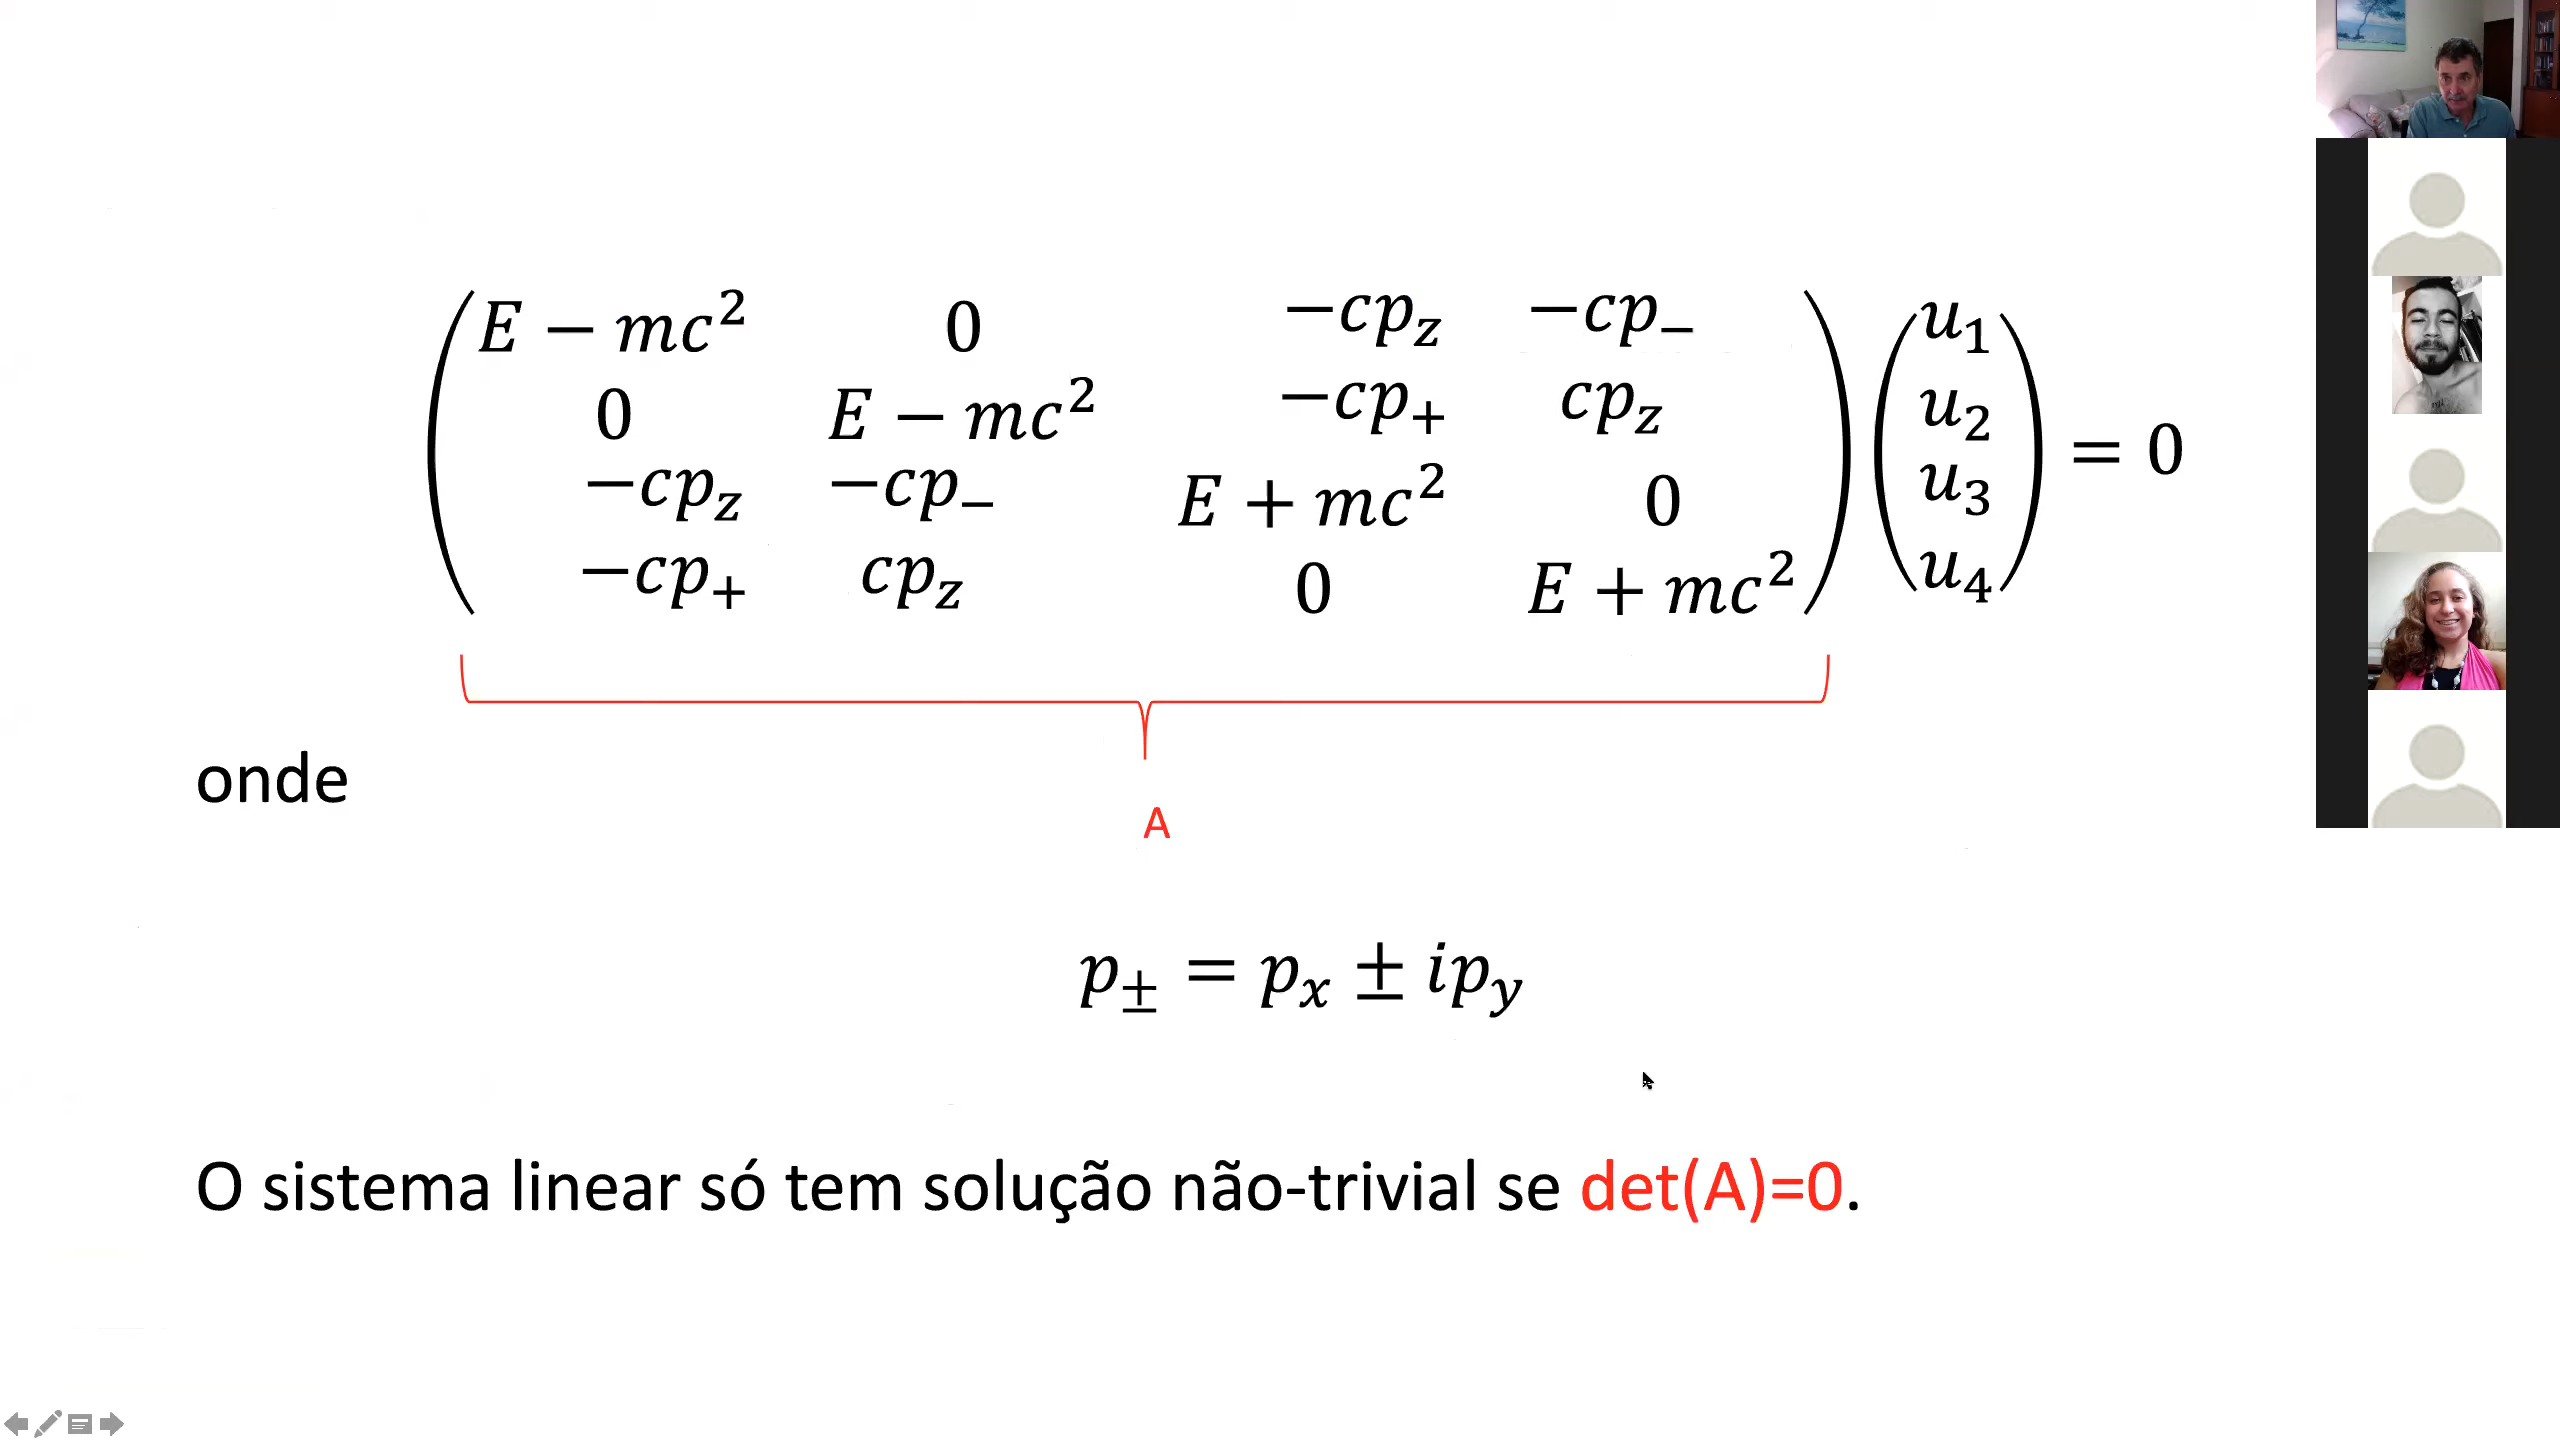 E − mc² 0 −cp_z −cp_−
0 E − mc² −cp_+ cp_z
−cp_z −cp_− E + mc² 0
−cp_+ cp_z 0 E + mc²
u₁
u₂
u₃
u₄
= 0
onde
A
p_± = p_x ± ip_y
O sistema linear só tem solução não-trivial se det(A)=0.